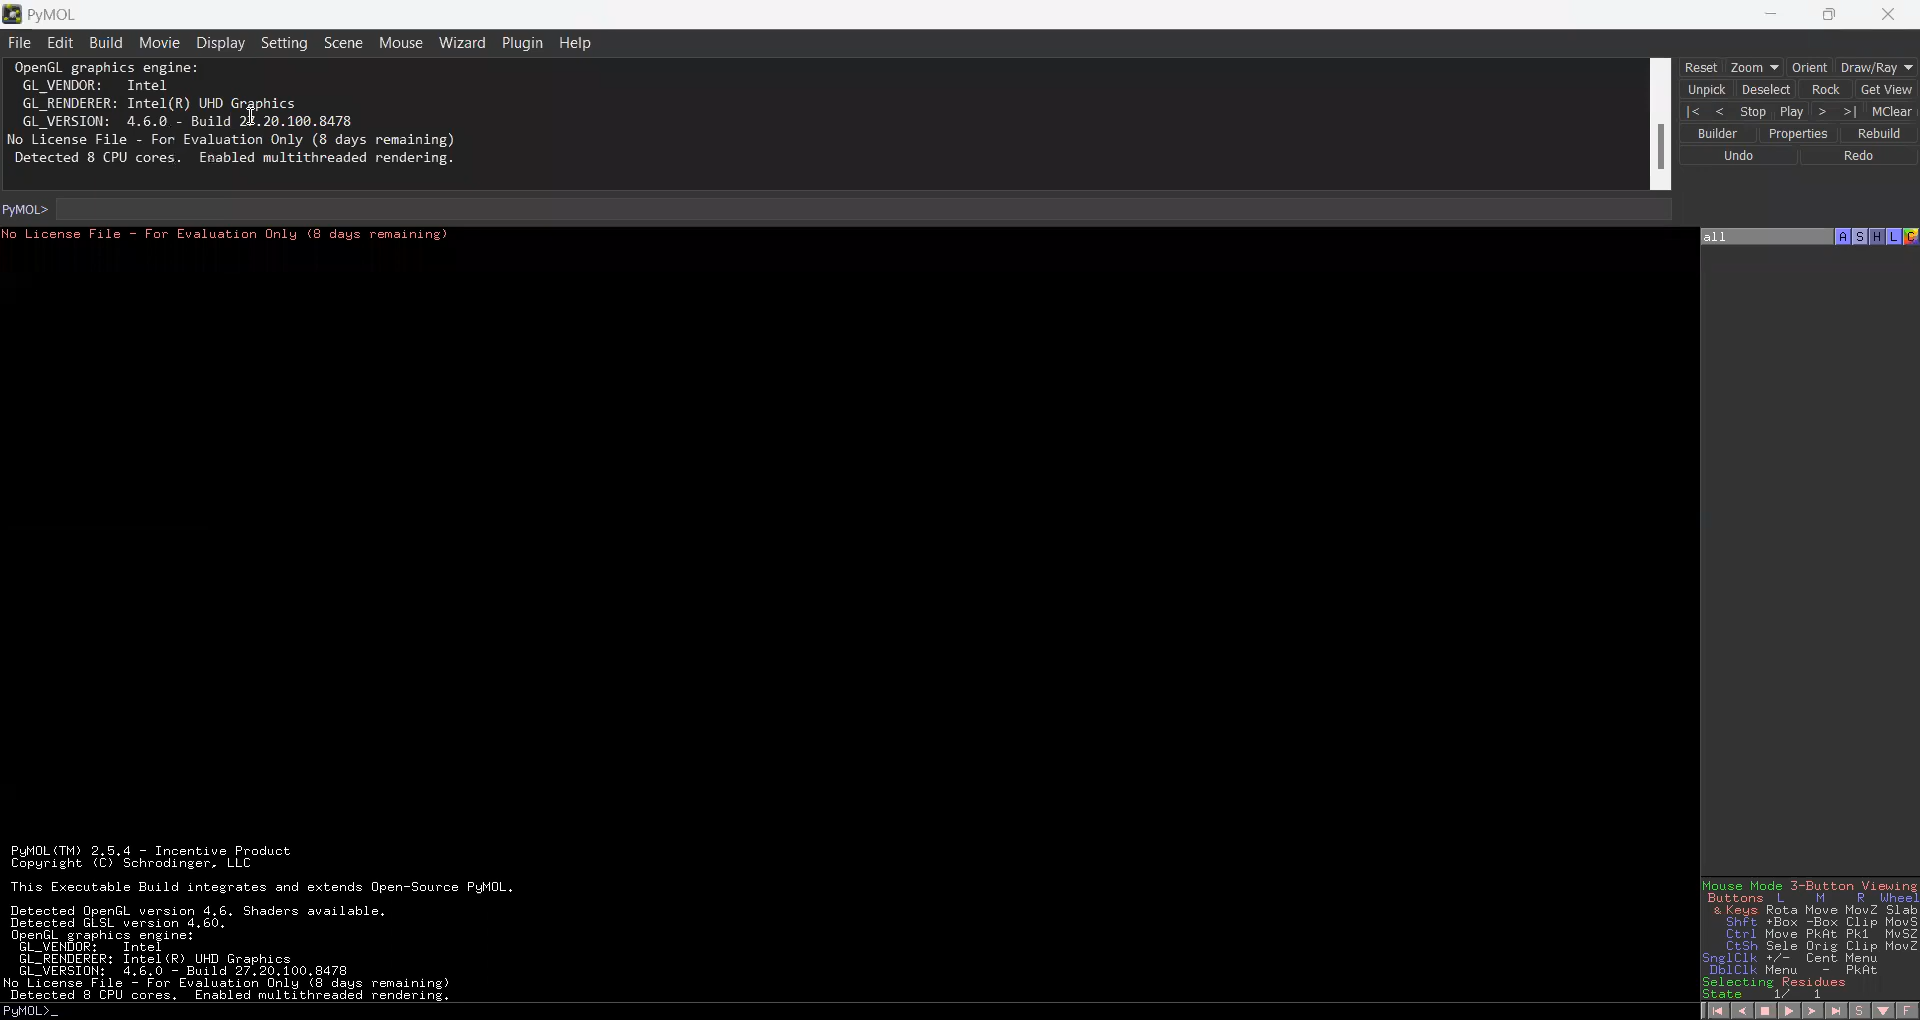 PyMOL
File Edit Build Movie Display Setting Scene Mouse Wizard Plugin Help
OpenGL graphics engine:
GL_VENDOR: Intel
GL_RENDERER: Intel(R) UHD Graphics
GL_VERSION: 4.6.0 - Build 27.20.100.8478
No License File - For Evaluation Only (8 days remaining)
Detected 8 CPU cores. Enabled multithreaded rendering.
Reset Zoom Orient Draw/Ray
Unpick Deselect Rock Get View
|< < Stop Play > >| MClear
Builder Properties Rebuild
Undo Redo
PyMOL>
No License File - For Evaluation Only (8 days remaining)
all A S H L C
PyMOL(TM) 2.5.4 - Incentive Product
Copyright (C) Schrodinger, LLC
This Executable Build integrates and extends Open-Source PyMOL.
Detected OpenGL version 4.6. Shaders available.
Detected GLSL version 4.60.
OpenGL graphics engine:
GL_VENDOR: Intel
GL_RENDERER: Intel(R) UHD Graphics
GL_VERSION: 4.6.0 - Build 27.20.100.8478
No License File - For Evaluation Only (8 days remaining)
Detected 8 CPU cores. Enabled multithreaded rendering.
PyMOL>_
Mouse Mode 3-Button Viewing
Buttons L M R Wheel
& Keys Rota Move MovZ Slab
Shft +Box -Box Clip MovS
Ctrl Move PkAt Pk1 MvSZ
CtSh Sele Orig Clip MovZ
SnglClk +/- Cent Menu
DblClk Menu - PkAt
Selecting Residues
State 1/ 1
S F